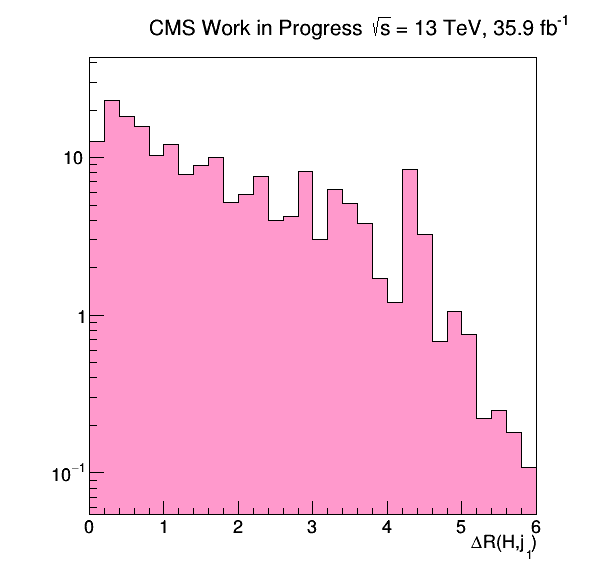 CMS Work in Progress √s = 13 TeV, 35.9 fb⁻¹
10
1
10⁻¹
0 1 2 3 4 5 6
ΔR(H,j₁)